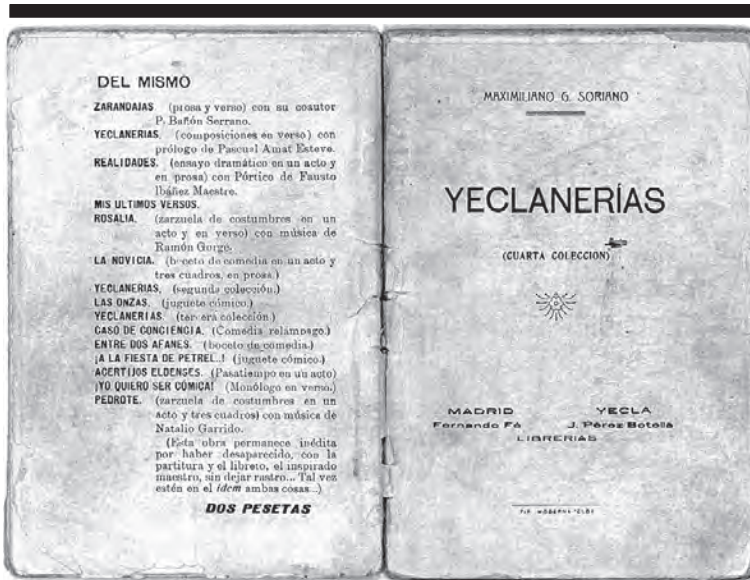 DEL MISMO
ZARANDAJAS (prosa y verso) con su coautor
P. Bañón Serrano.
YECLANERIAS. (composiciones en verso) con
prólogo de Pascual Amat Esteve.
REALIDADES. (ensayo dramático en un acto y
en prosa) con Pórtico de Fausto
Ibáñez Maestre.
MIS ULTIMOS VERSOS.
ROSALIA. (zarzuela de costumbres en un
acto y en verso) con música de
Ramón Gorge.
LA NOVICIA. (boceto de comedia en un acto y
tres cuadros, en prosa.)
YECLANERIAS, (segunda colección.)
LAS ONZAS. (juguete cómico.)
YECLANERIAS. (tercera colección)
CASO DE CONCIENCIA. (Comedia relámpago.)
ENTRE DOS AFANES. (boceto de comedia.)
¡A LA FIESTA DE PETREL..! (juguete cómico.)
ACERTIJOS ELDENSES. (Pasatiempo en un acto)
¡YO QUIERO SER CÓMICA! (Monólogo en verso.)
PEDROTE. (zarzuela de costumbres en un
acto y tres cuadros) con música de
Natalio Garrido.
(Esta obra permanece inédita
por haber desaparecido, con la
partitura y el libreto, el inspirado
maestro, sin dejar rastro... Tal vez
estén en el idem ambas cosas...)
DOS PESETAS
MAXIMILIANO G. SORIANO
YECLANERÍAS
(CUARTA COLECCION)
MADRID YECLA
Fernando Fé J. Pérez Botella
LIBRERIAS
TIP. MODERNA